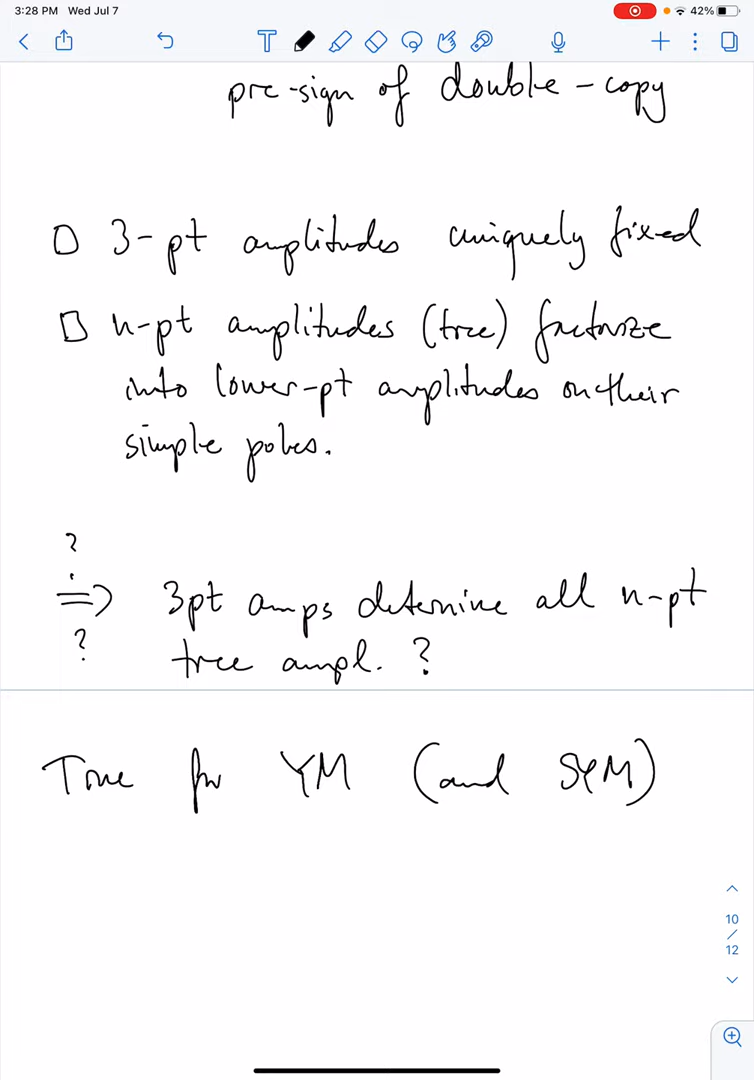 3:28 PM Wed Jul 7
42%
T
pre-sign of double-copy
3-pt amplitudes uniquely fixed
n-pt amplitudes (tree) factorize
into lower-pt amplitudes on their
simple poles.
?
⇒ 3pt amps determine all n-pt
?
tree ampl. ?
True for YM (and SYM)
10
/
12